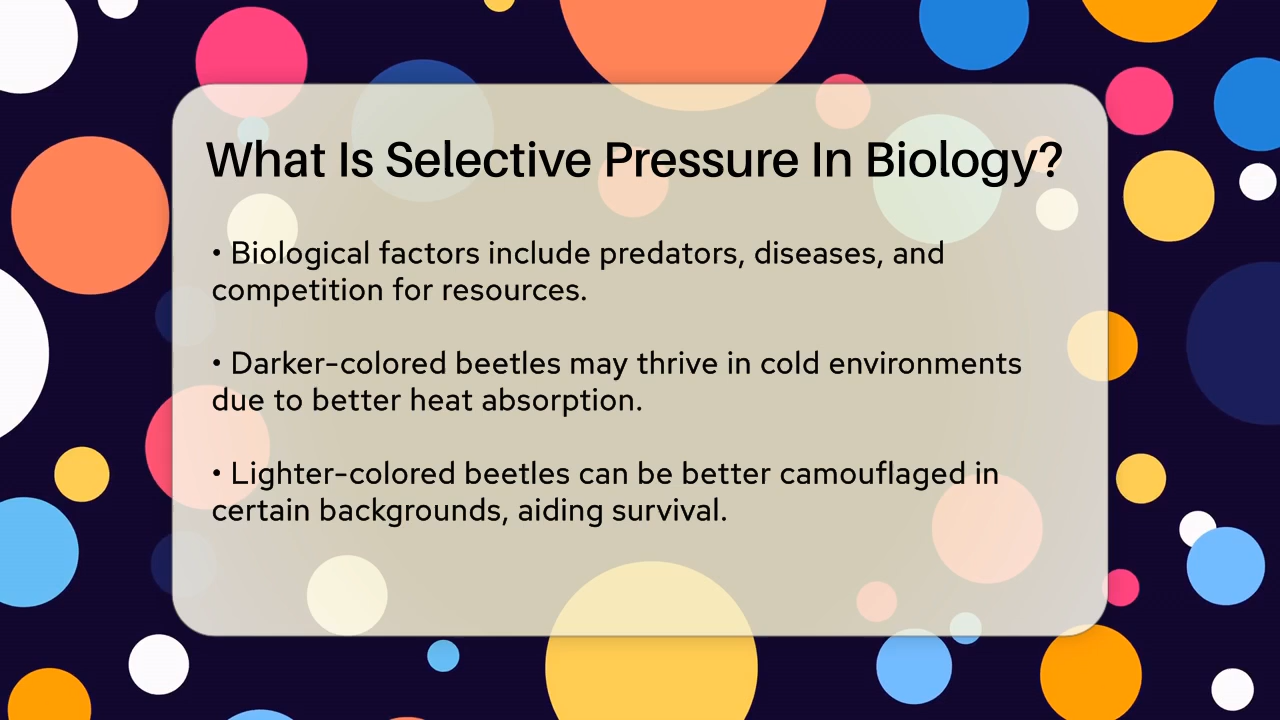 What Is Selective Pressure In Biology?
• Biological factors include predators, diseases, and
competition for resources.
• Darker-colored beetles may thrive in cold environments
due to better heat absorption.
• Lighter-colored beetles can be better camouflaged in
certain backgrounds, aiding survival.